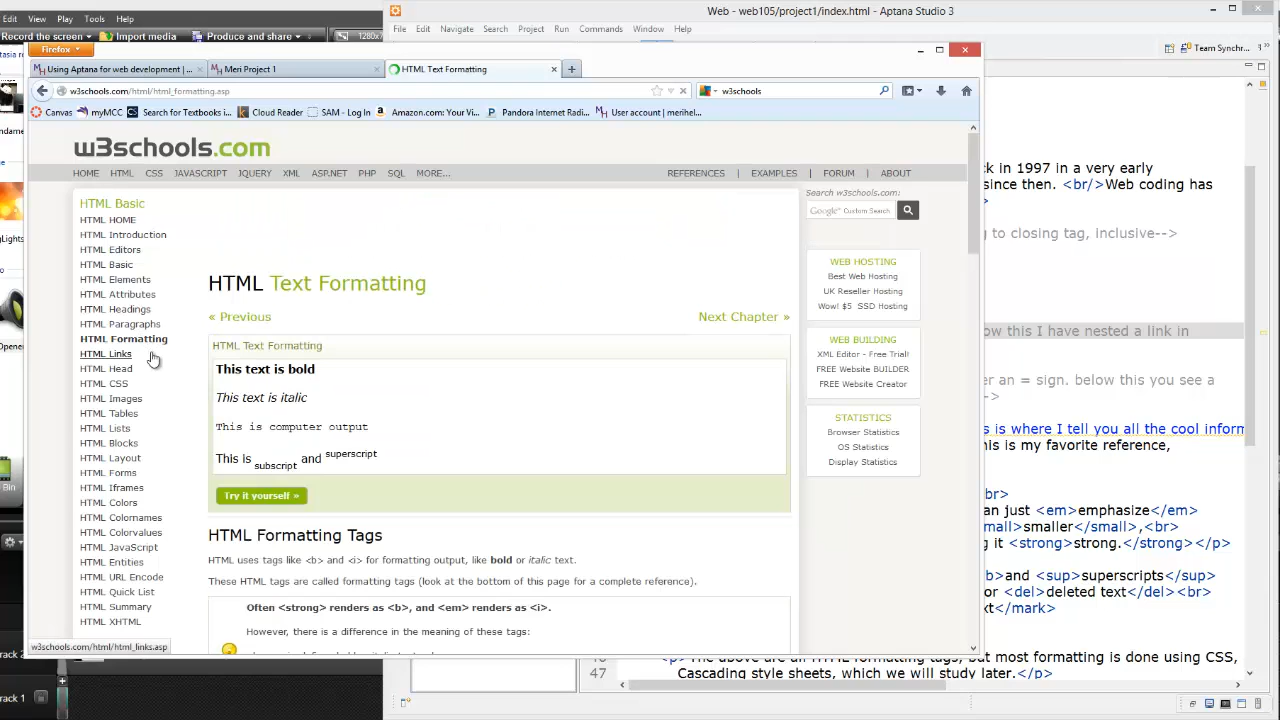 Edit View Play Tools Help
Record the screen Import media Produce and share
Web - web105/project1/index.html - Aptana Studio 3
File Edit Navigate Search Project Run Commands Window Help
Team Synchr...
Firefox
Using Aptana for web development | ...
Meri Project 1
HTML Text Formatting
w3schools.com/html/html_formatting.asp
w3schools
Canvas myMCC Search for Textbooks i... Cloud Reader SAM - Log In Amazon.com: Your Vi... Pandora Internet Radi... User account | merihel...
w3schools.com
HOME HTML CSS JAVASCRIPT JQUERY XML ASP.NET PHP SQL MORE...
REFERENCES EXAMPLES FORUM ABOUT
HTML Basic
HTML HOME
HTML Introduction
HTML Editors
HTML Basic
HTML Elements
HTML Attributes
HTML Headings
HTML Paragraphs
HTML Formatting
HTML Links
HTML Head
HTML CSS
HTML Images
HTML Tables
HTML Lists
HTML Blocks
HTML Layout
HTML Forms
HTML Iframes
HTML Colors
HTML Colornames
HTML Colorvalues
HTML JavaScript
HTML Entities
HTML URL Encode
HTML Quick List
HTML Summary
HTML XHTML
w3schools.com/html/html_links.asp
HTML Text Formatting
« Previous
Next Chapter »
HTML Text Formatting
This text is bold
This text is italic
This is computer output
This is subscript and superscript
Try it yourself »
HTML Formatting Tags
HTML uses tags like <b> and <i> for formatting output, like bold or italic text.
These HTML tags are called formatting tags (look at the bottom of this page for a complete reference).
Often <strong> renders as <b>, and <em> renders as <i>.
However, there is a difference in the meaning of these tags:
Search w3schools.com:
Google Custom Search
WEB HOSTING
Best Web Hosting
UK Reseller Hosting
Wow! $5 SSD Hosting
WEB BUILDING
XML Editor - Free Trial!
FREE Website BUILDER
FREE Website Creator
STATISTICS
Browser Statistics
OS Statistics
Display Statistics
ck in 1997 in a very early
since then. <br/>Web coding has
>
g to closing tag, inclusive-->
ow this I have nested a link in
er an = sign. below this you see a
-->
s is where I tell you all the cool inform
his is my favorite reference,
br>
an just <em>emphasize</em>
mall>smaller</small>,<br>
g it <strong>strong.</strong></p>
b>and <sup>superscripts</sup>
or <del>deleted text</del><br>
xt</mark>
<p>The above are all HTML formatting tags, but most formatting is done using CSS,
47 Cascading style sheets, which we will study later.</p>
Bin
rack 1